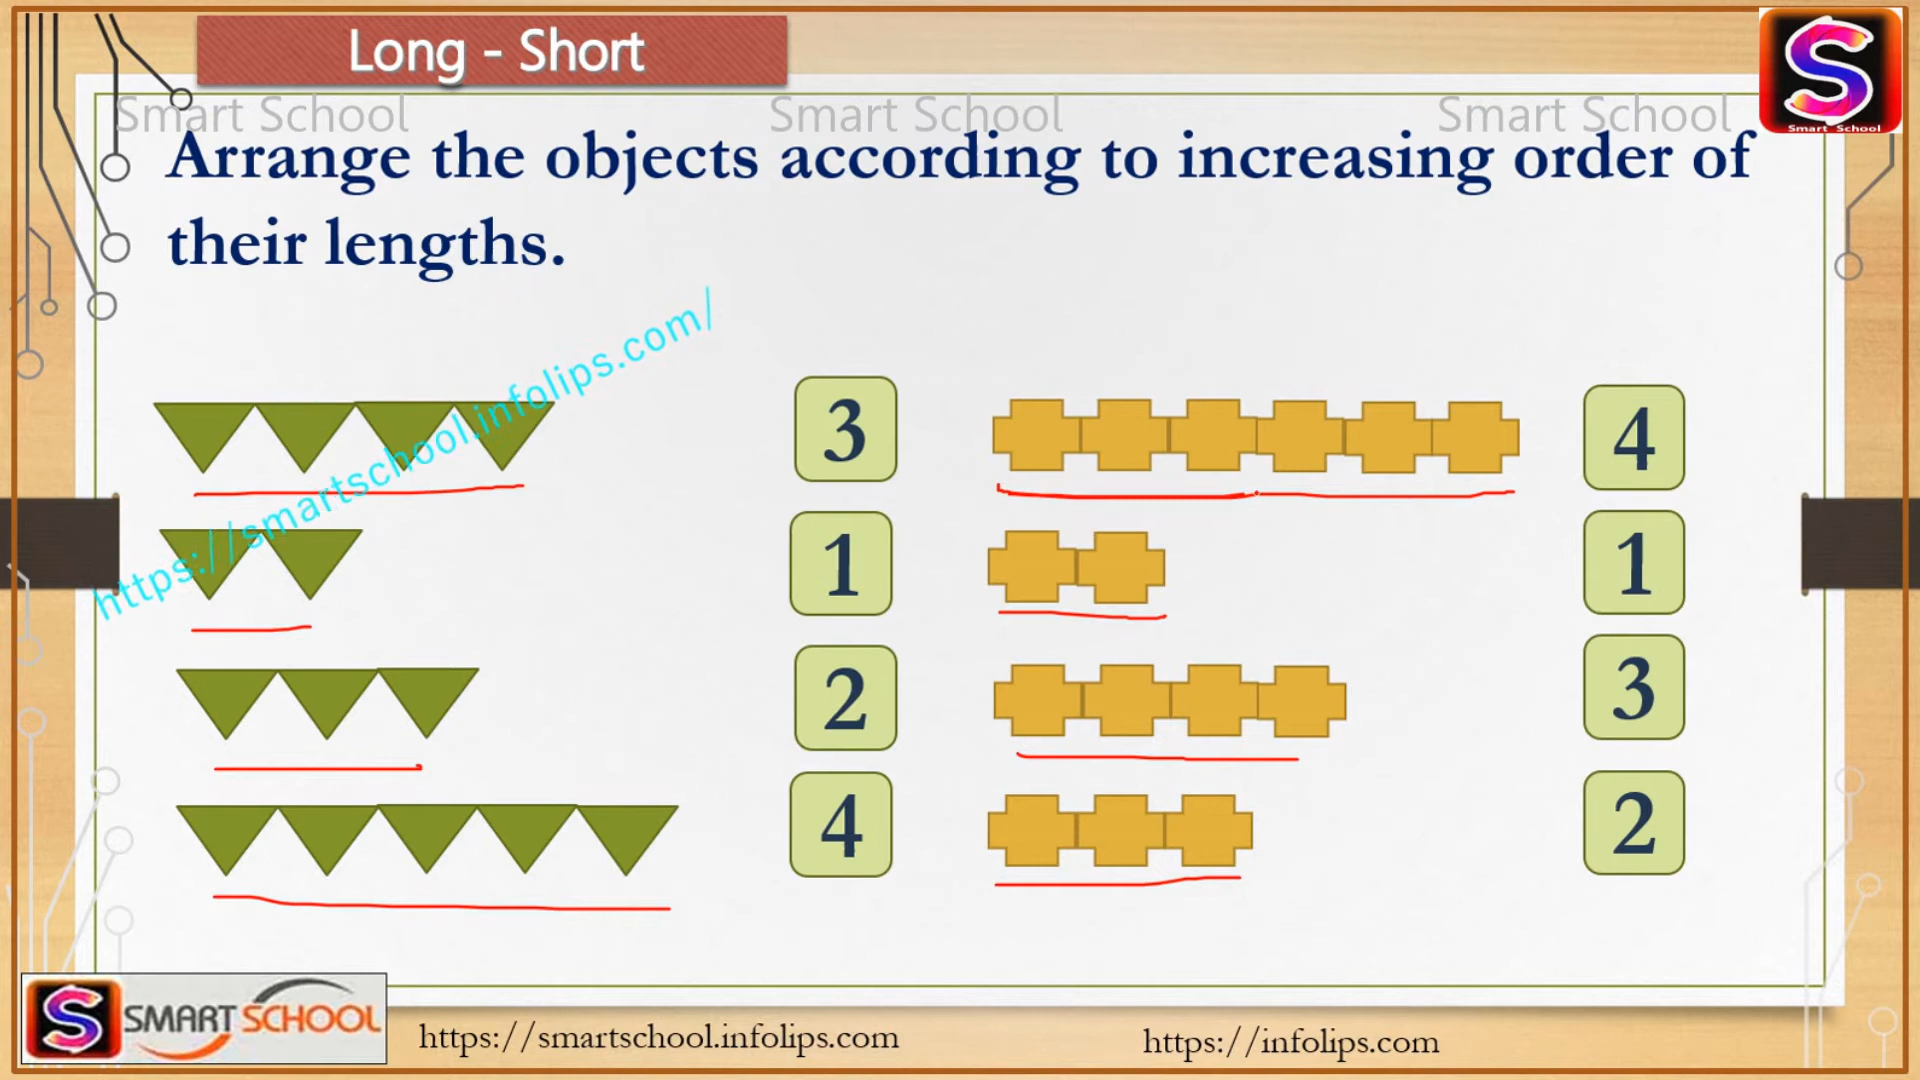 Long - Short
Smart School Smart School Smart School
Smart School
Arrange the objects according to increasing order of
their lengths.
https://smartschool.infolips.com/
3 4
1 1
2 3
4 2
SMART SCHOOL
https://smartschool.infolips.com https://infolips.com